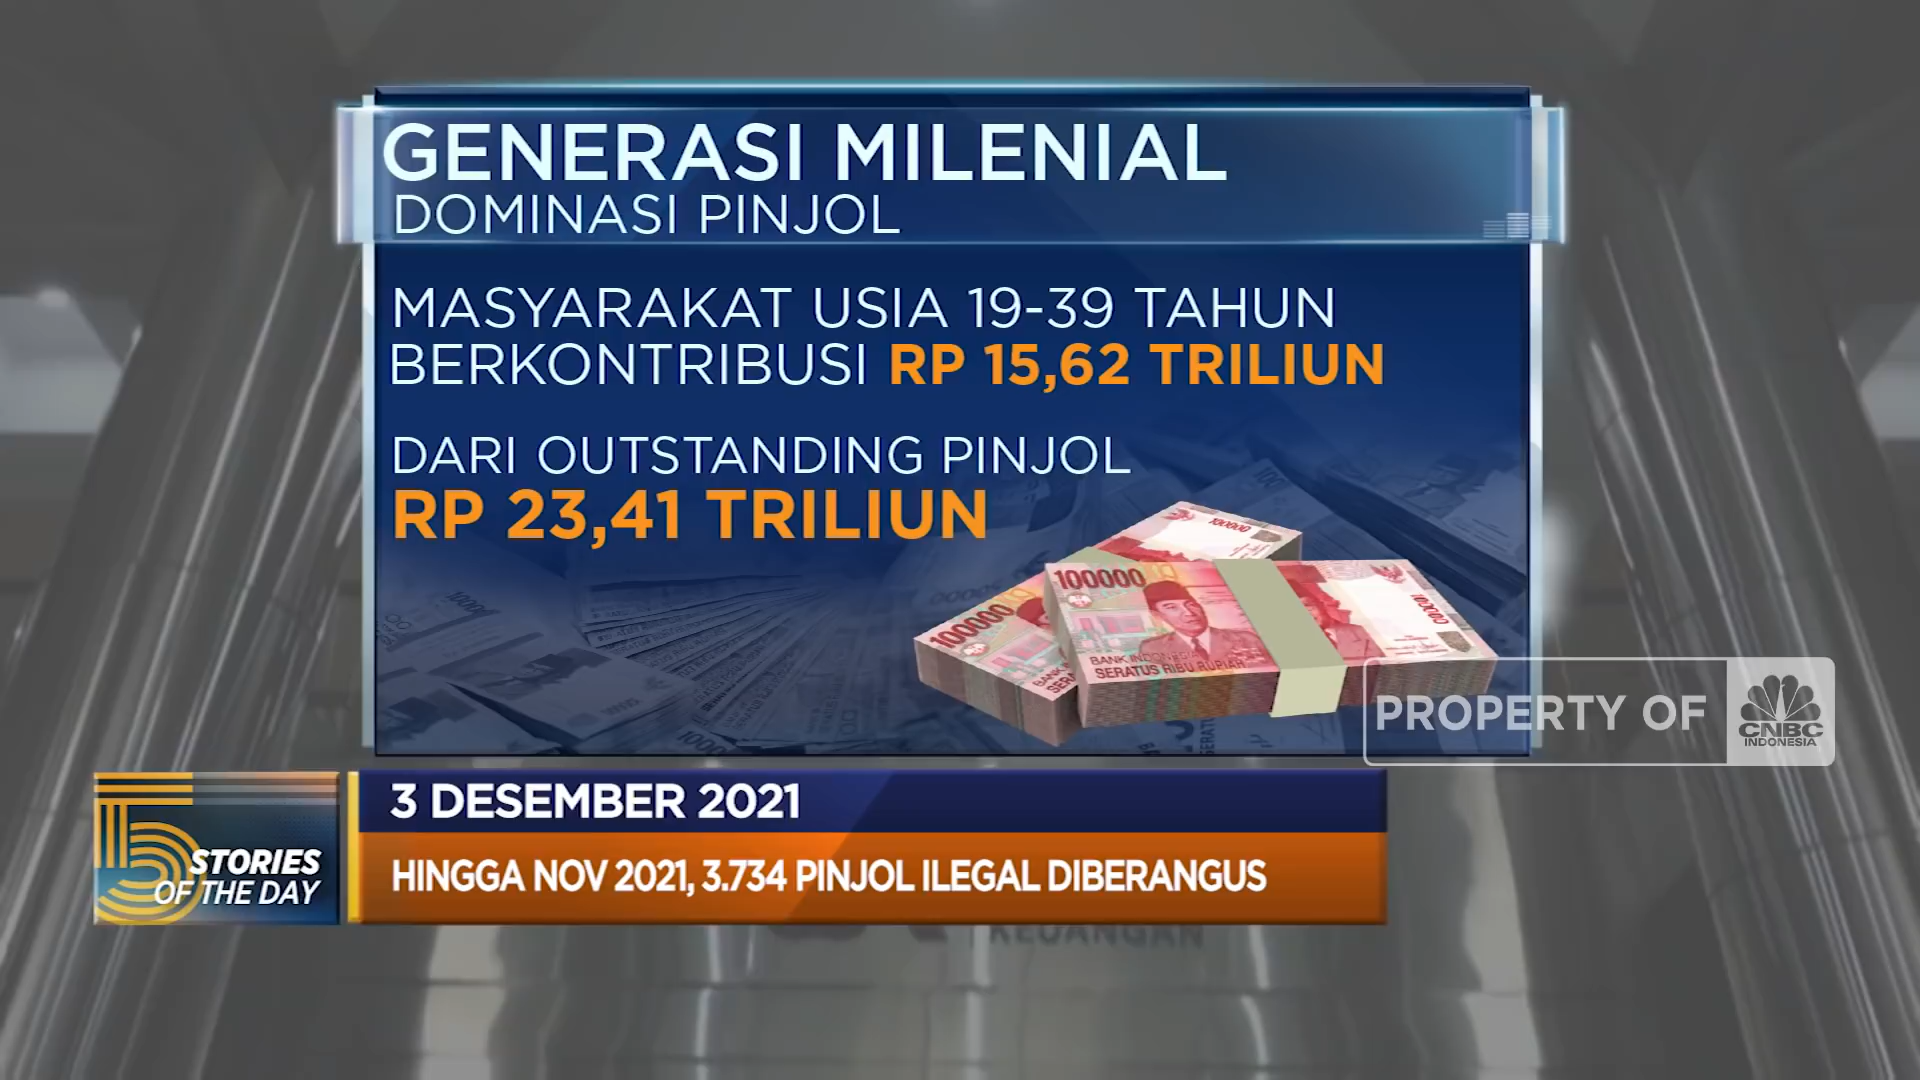 GENERASI MILENIAL
DOMINASI PINJOL
MASYARAKAT USIA 19-39 TAHUN
BERKONTRIBUSI RP 15,62 TRILIUN
DARI OUTSTANDING PINJOL
RP 23,41 TRILIUN
100000
100000
100000
BANK INDONESIA
SERATUS RIBU RUPIAH
PROPERTY OF
CNBC
INDONESIA
3 DESEMBER 2021
5 STORIES
OF THE DAY
HINGGA NOV 2021, 3.734 PINJOL ILEGAL DIBERANGUS
KEUANGAN